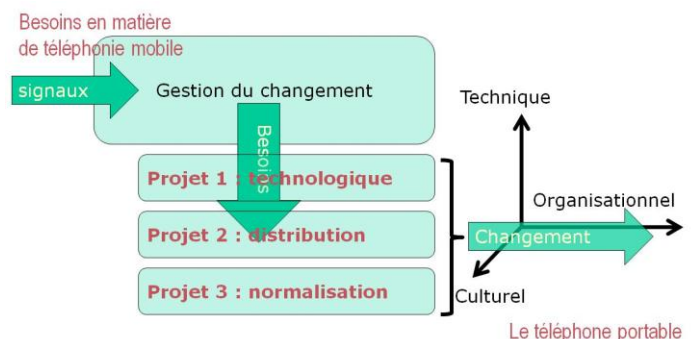 Besoins en matière
de téléphonie mobile
signaux
Gestion du changement
Besoins
Projet 1 : technologique
Projet 2 : distribution
Projet 3 : normalisation
Technique
Organisationnel
Changement
Culturel
Le téléphone portable